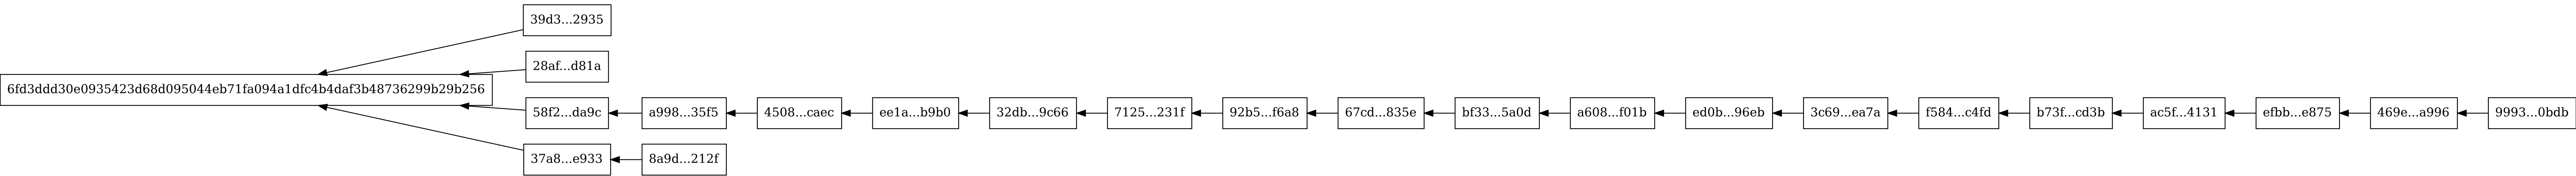 39d3...2935
28af...d81a
6fd3ddd30e0935423d68d095044eb71fa094a1dfc4b4daf3b48736299b29b256
58f2...da9c a998...35f5 4508...caec ee1a...b9b0 32db...9c66 7125...231f 92b5...f6a8 67cd...835e bf33...5a0d a608...f01b ed0b...96eb 3c69...ea7a f584...c4fd b73f...cd3b ac5f...4131 efbb...e875 469e...a996 9993...0bdb
37a8...e933 8a9d...212f